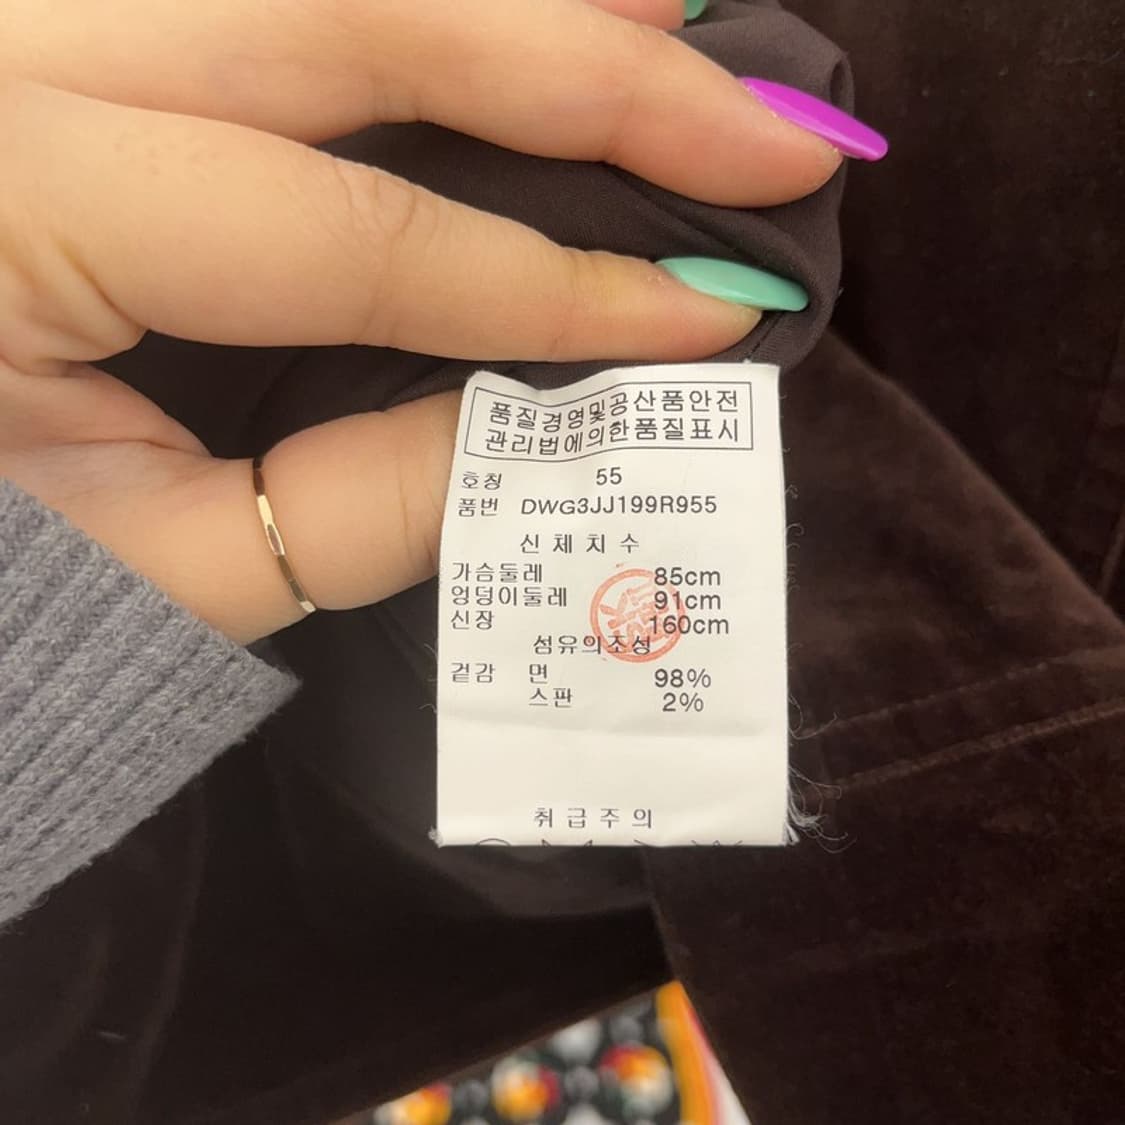 품질경영및공산품안전
관리법에의한품질표시
호칭 55
품번 DWG3JJ199R955
신체치수
가슴둘레 85cm
엉덩이둘레 91cm
신장 160cm
섬유의조성
겉감 면 98%
스판 2%
취급주의